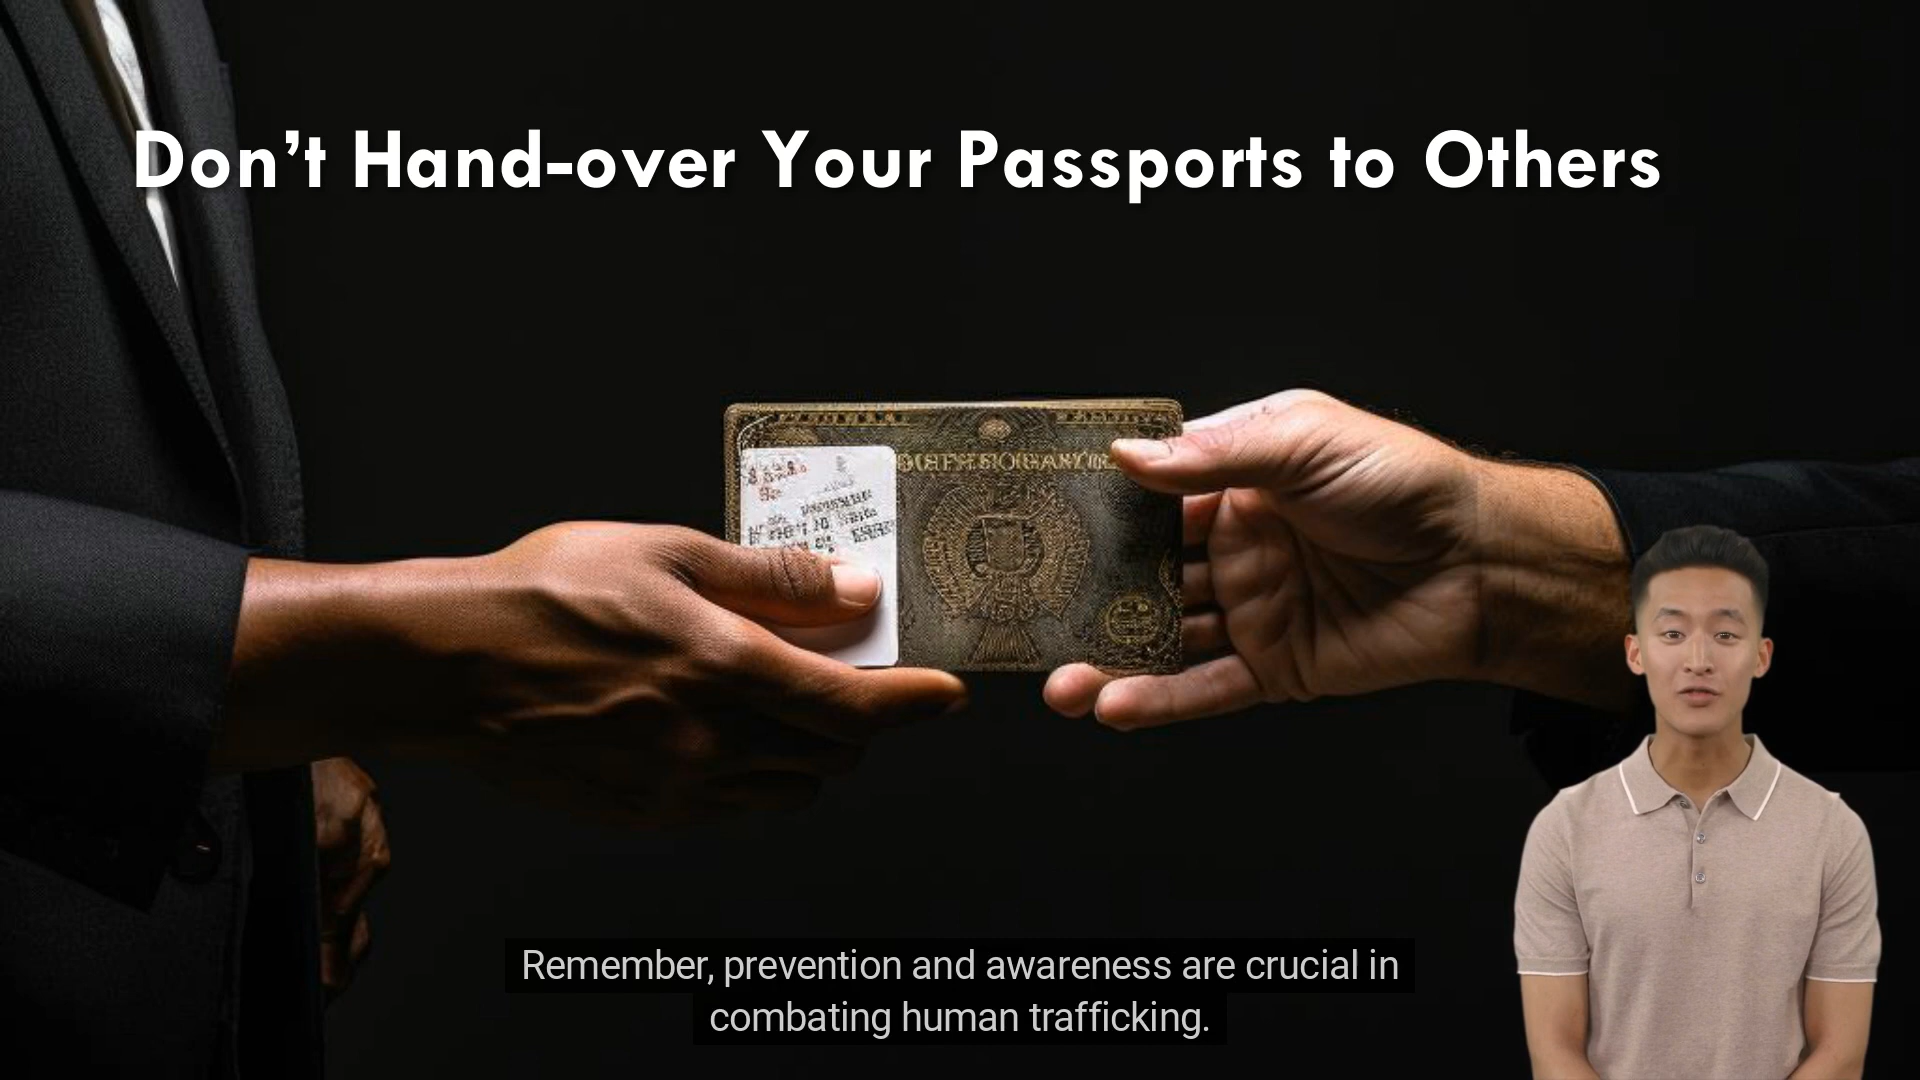 Don’t Hand-over Your Passports to Others
Remember, prevention and awareness are crucial in
combating human trafficking.